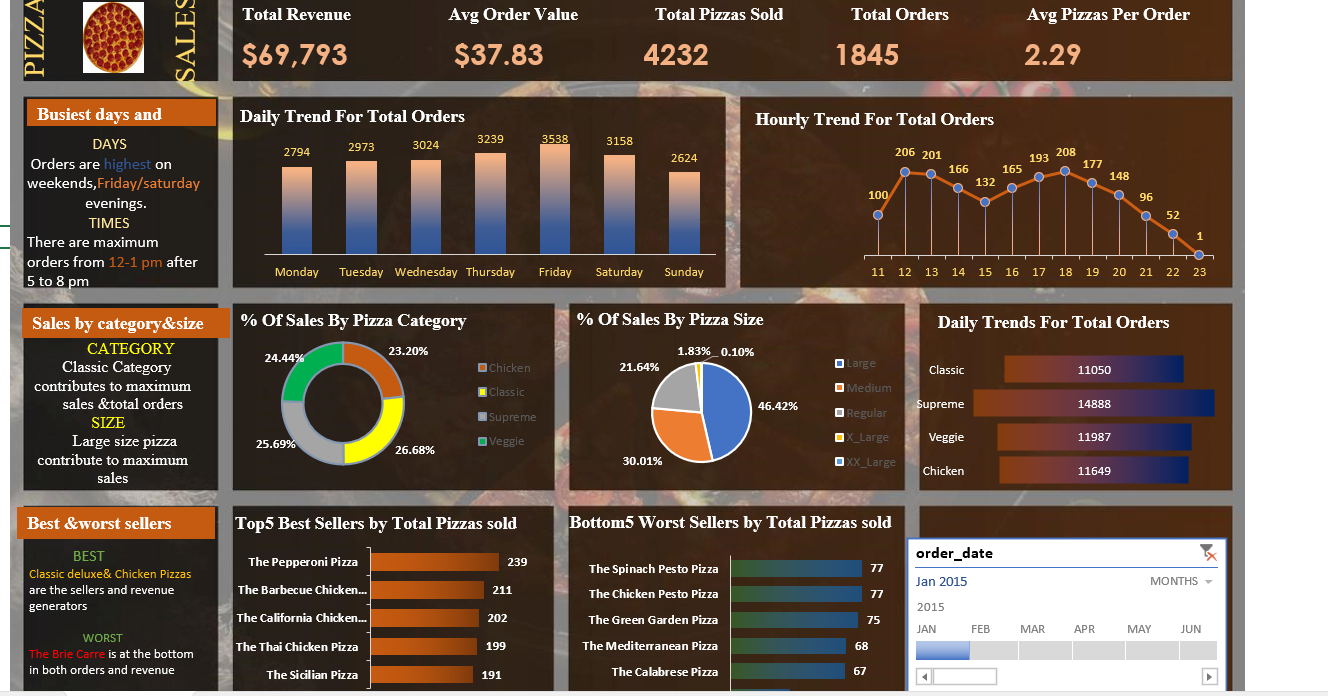 PIZZA
SALES
Total Revenue
$69,793
Avg Order Value
$37.83
Total Pizzas Sold
4232
Total Orders
1845
Avg Pizzas Per Order
2.29
Busiest days and
DAYS
Orders are highest on
weekends,Friday/saturday
evenings.
TIMES
There are maximum
orders from 12-1 pm after
5 to 8 pm
Daily Trend For Total Orders
2794
2973
3024
3239
3538
3158
2624
Monday
Tuesday
Wednesday
Thursday
Friday
Saturday
Sunday
Hourly Trend For Total Orders
100
206
201
166
132
165
193
208
177
148
96
52
1
11
12
13
14
15
16
17
18
19
20
21
22
23
Sales by category&size
CATEGORY
Classic Category
contributes to maximum
sales &total orders
SIZE
Large size pizza
contribute to maximum
sales
% Of Sales By Pizza Category
24.44%
23.20%
25.69%
26.68%
Chicken
Classic
Supreme
Veggie
% Of Sales By Pizza Size
1.83%
0.10%
21.64%
46.42%
30.01%
Large
Medium
Regular
X_Large
XX_Large
Daily Trends For Total Orders
Classic
11050
Supreme
14888
Veggie
11987
Chicken
11649
Best &worst sellers
BEST
Classic deluxe& Chicken Pizzas
are the sellers and revenue
generators
WORST
The Brie Carre is at the bottom
in both orders and revenue
Top5 Best Sellers by Total Pizzas sold
The Pepperoni Pizza
239
The Barbecue Chicken...
211
The California Chicken...
202
The Thai Chicken Pizza
199
The Sicilian Pizza
191
Bottom5 Worst Sellers by Total Pizzas sold
The Spinach Pesto Pizza
77
The Chicken Pesto Pizza
77
The Green Garden Pizza
75
The Mediterranean Pizza
68
The Calabrese Pizza
67
order_date
Jan 2015
MONTHS
2015
JAN
FEB
MAR
APR
MAY
JUN